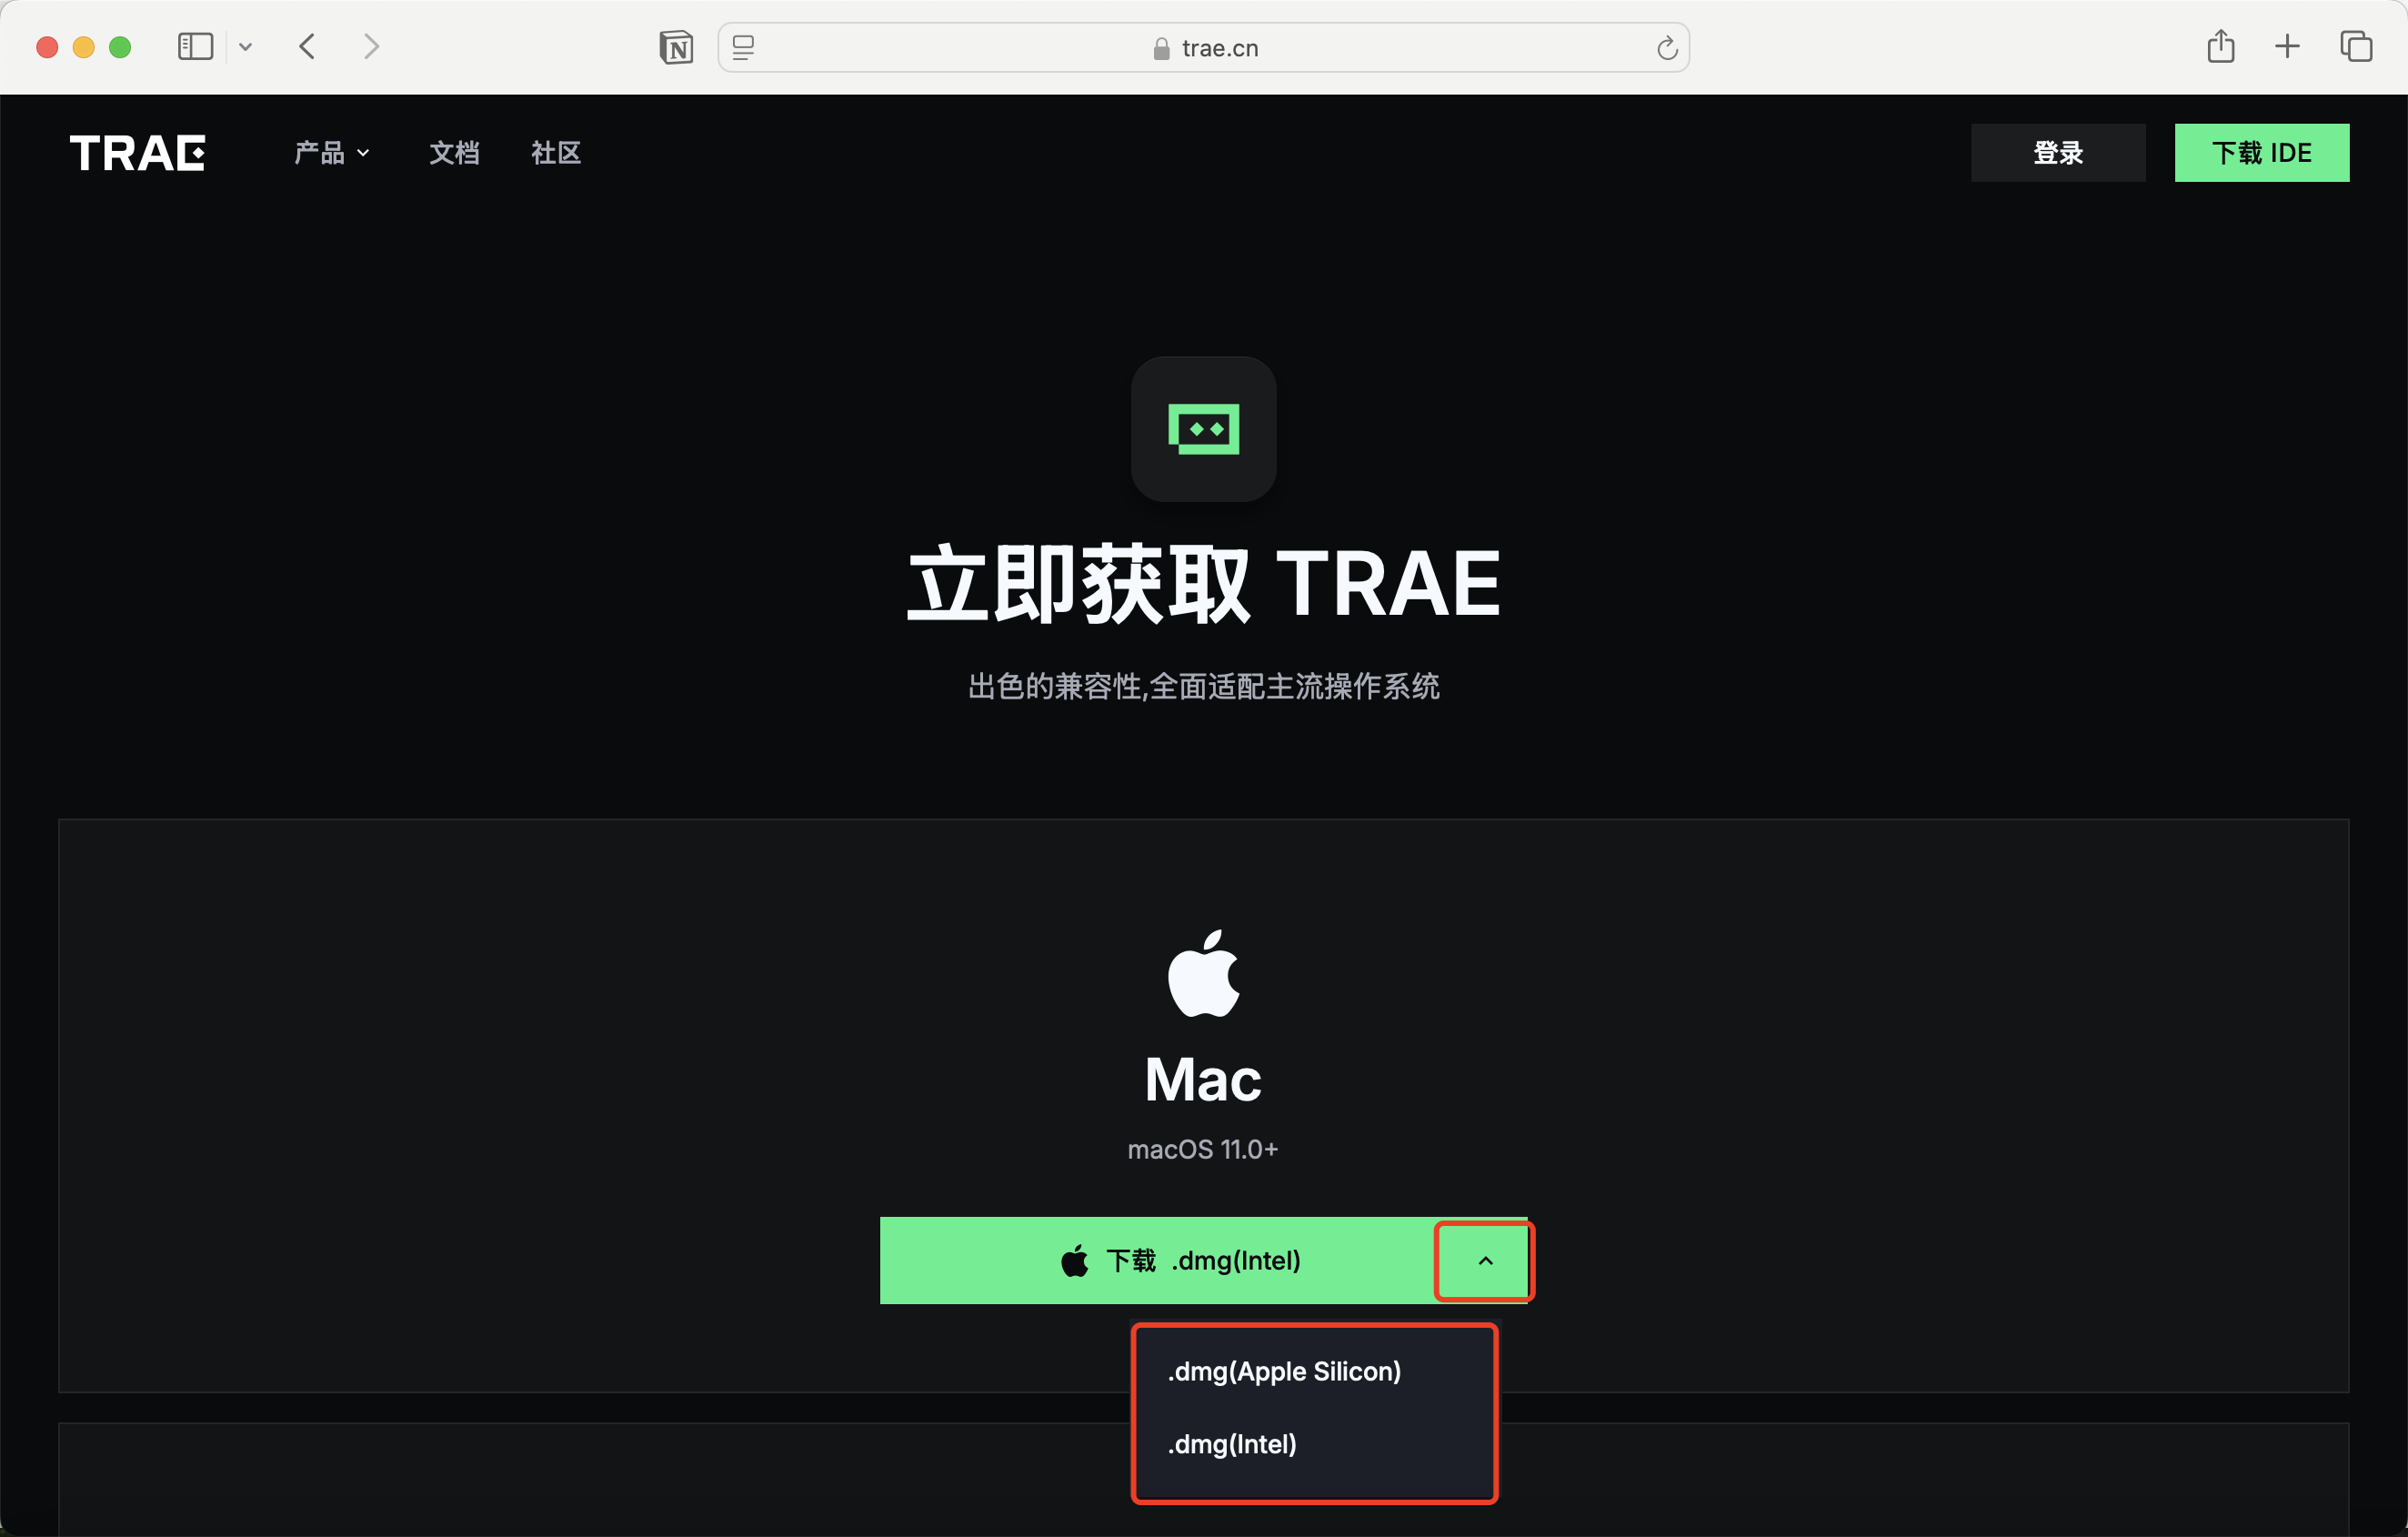 trae.cn
TRAE
产品
文档
社区
登录
下载 IDE
立即获取 TRAE
出色的兼容性,全面适配主流操作系统
Mac
macOS 11.0+
下载 .dmg(Intel)
.dmg(Apple Silicon)
.dmg(Intel)